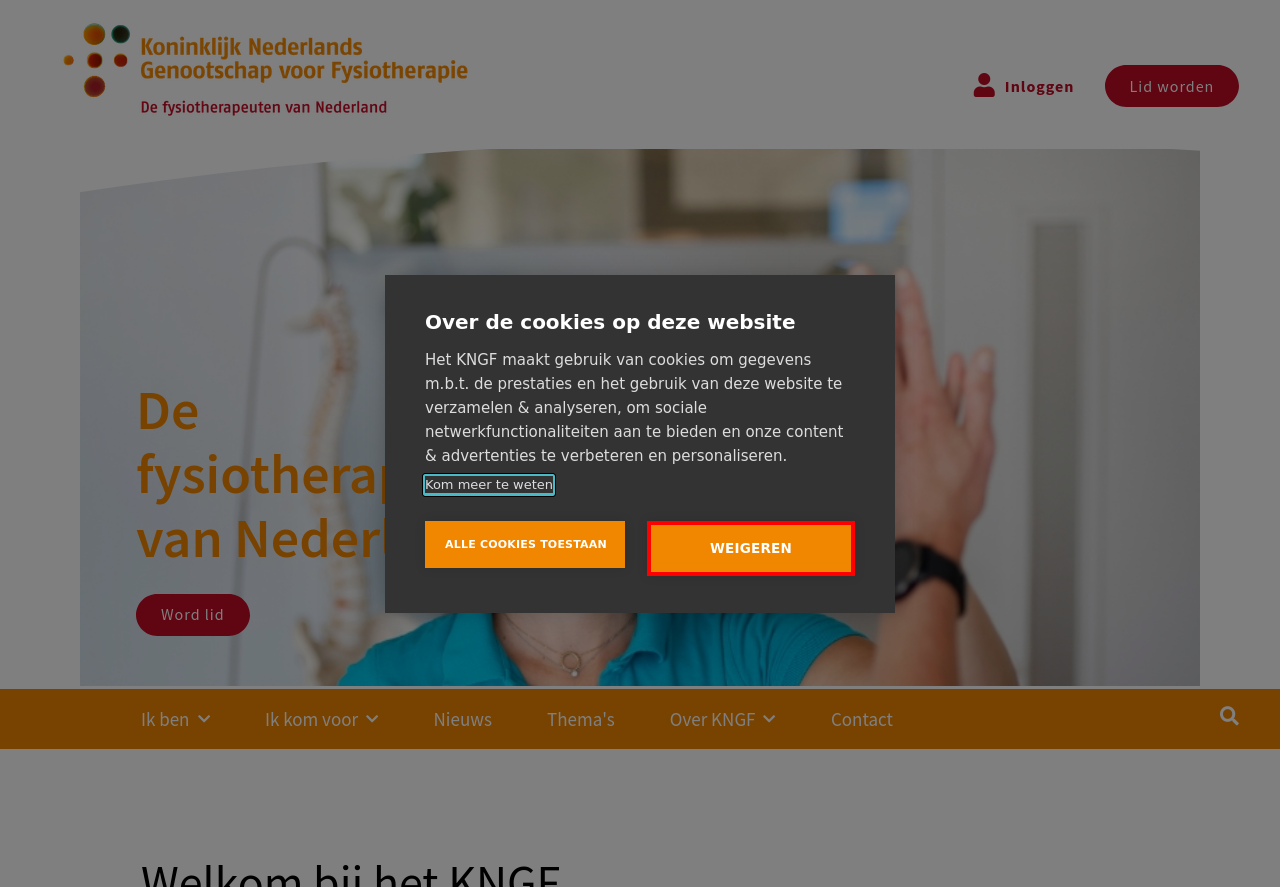 Koninklijk Nederlands
Genootschap voor Fysiotherapie
De fysiotherapeuten van Nederland
Inloggen
Lid worden
De
fysiotherap
van Nederl
Word lid
Over de cookies op deze website
Het KNGF maakt gebruik van cookies om gegevens
m.b.t. de prestaties en het gebruik van deze website te
verzamelen & analyseren, om sociale
netwerkfunctionaliteiten aan te bieden en onze content
& advertenties te verbeteren en personaliseren.
Kom meer te weten
ALLE COOKIES TOESTAAN
WEIGEREN
Ik ben
Ik kom voor
Nieuws
Thema's
Over KNGF
Contact
Welkom bij het KNGF